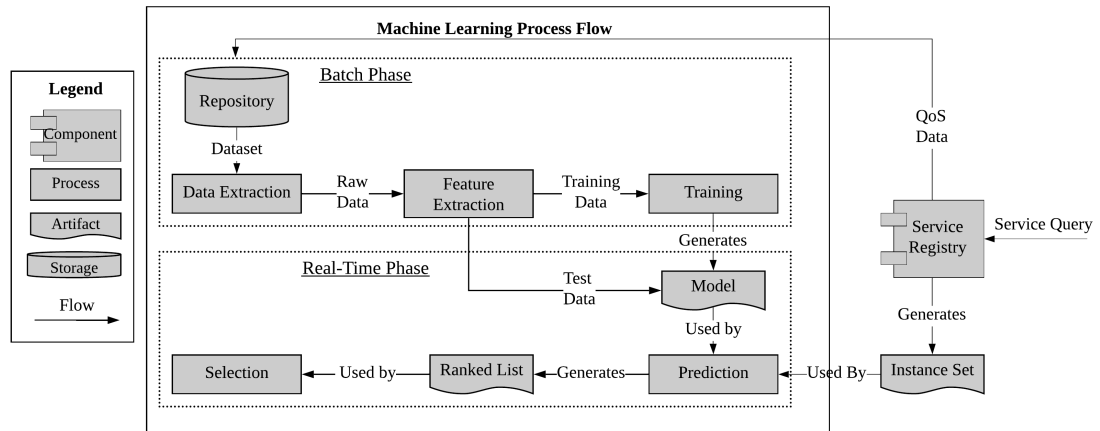 Machine Learning Process Flow
Legend
Component
Process
Artifact
Storage
Flow
Batch Phase
Repository
Dataset
Data Extraction
Raw
Data
Feature
Extraction
Training
Data
Training
Generates
Real-Time Phase
Test
Data
Model
Used by
Selection
Used by
Ranked List
Generates
Prediction
Used By
Instance Set
QoS
Data
Service
Registry
Service Query
Generates